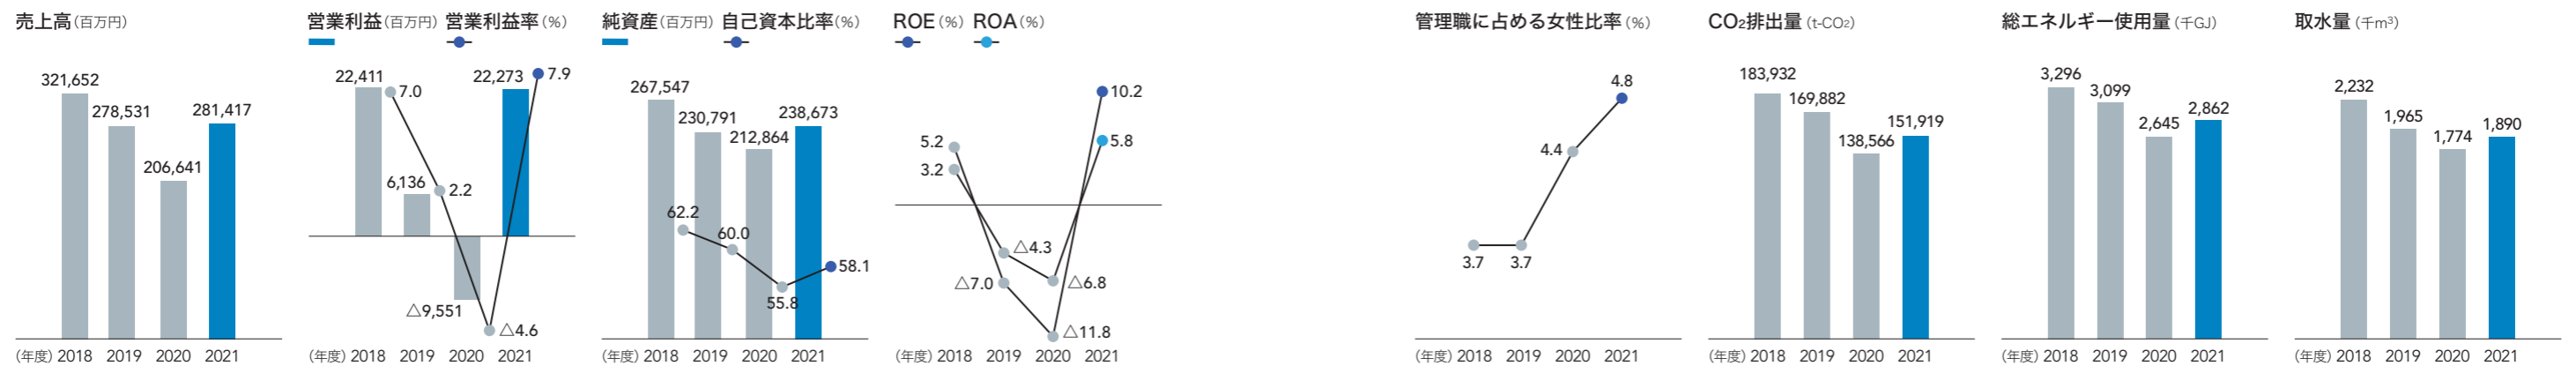 売上高(百万円)
321,652
278,531
206,641
281,417
(年度) 2018 2019 2020 2021
営業利益(百万円) 営業利益率(%)
22,411
7.0
6,136
2.2
△9,551
△4.6
22,273
7.9
(年度) 2018 2019 2020 2021
純資産(百万円) 自己資本比率(%)
267,547
230,791
212,864
238,673
62.2
60.0
55.8
58.1
(年度) 2018 2019 2020 2021
ROE(%) ROA(%)
5.2
3.2
△4.3
△7.0
△6.8
△11.8
10.2
5.8
(年度) 2018 2019 2020 2021
管理職に占める女性比率(%)
3.7
3.7
4.4
4.8
(年度) 2018 2019 2020 2021
CO₂排出量 (t-CO₂)
183,932
169,882
138,566
151,919
(年度) 2018 2019 2020 2021
総エネルギー使用量 (千GJ)
3,296
3,099
2,645
2,862
(年度) 2018 2019 2020 2021
取水量 (千m³)
2,232
1,965
1,774
1,890
(年度) 2018 2019 2020 2021